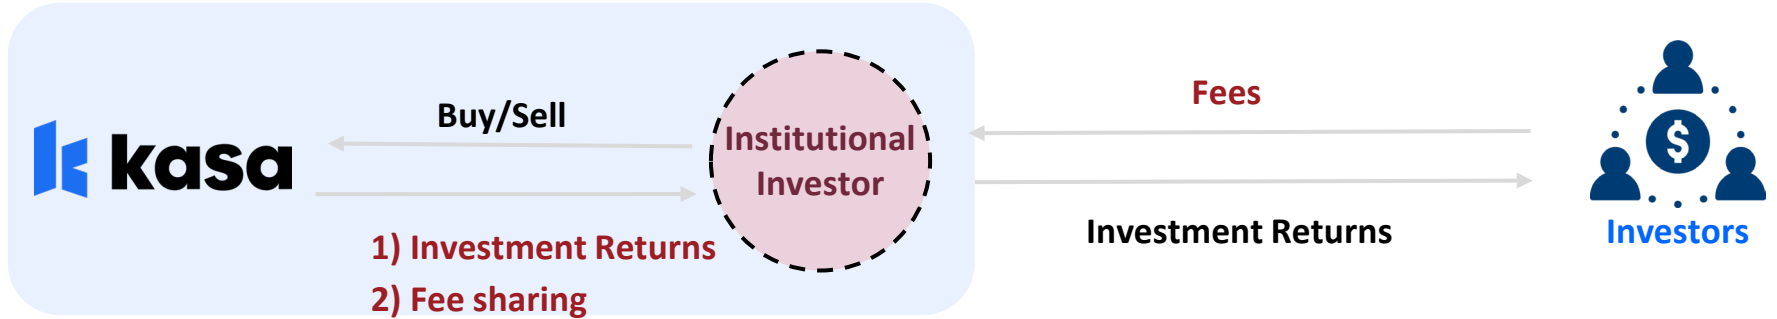 Buy/Sell
kasa
Institutional
Investor
1) Investment Returns
2) Fee sharing
Fees
$
Investment Returns
Investors